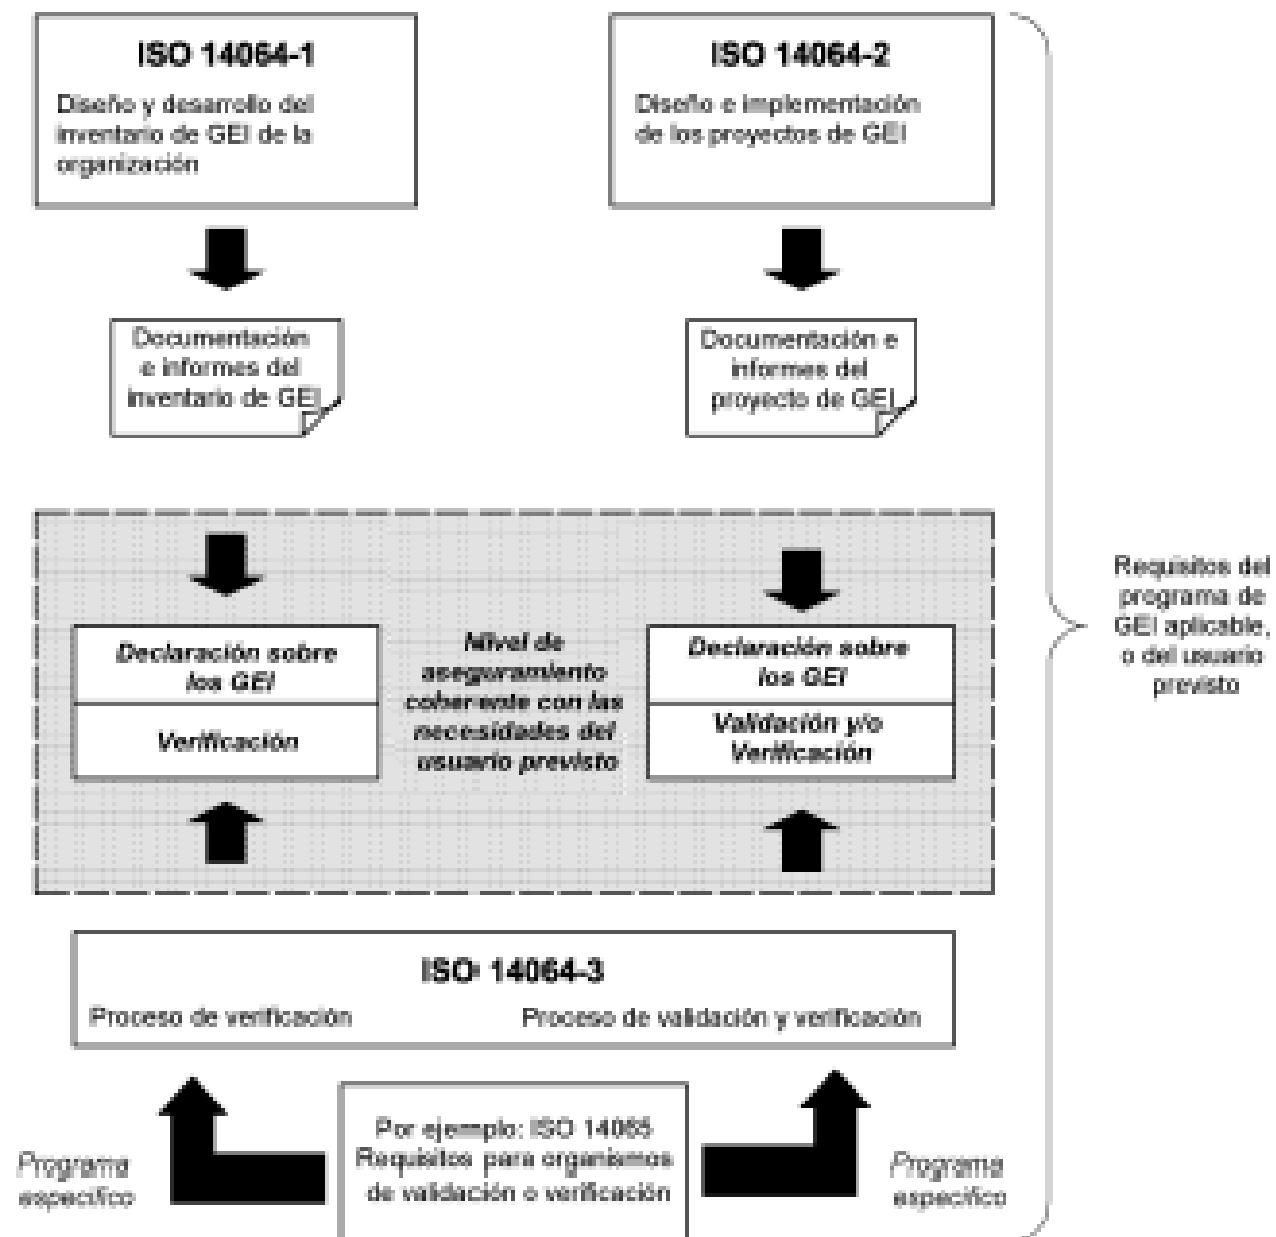 ISO 14064-1
Diseño y desarrollo del
inventario de GEI de la
organización
ISO 14064-2
Diseño e implementación
de los proyectos de GEI
Documentación
e informes del
inventario de GEI
Documentación e
informes del
proyecto de GEI
Declaración sobre
los GEI
Verificación
Nivel de
aseguramiento
coherente con las
necesidades del
usuario previsto
Declaración sobre
los GEI
Validación y/o
Verificación
Requisitos del
programa de
GEI aplicable,
o del usuario
previsto
ISO 14064-3
Proceso de verificación
Proceso de validación y verificación
Programa
específico
Por ejemplo: ISO 14065
Requisitos para organismos
de validación o verificación
Programa
específico